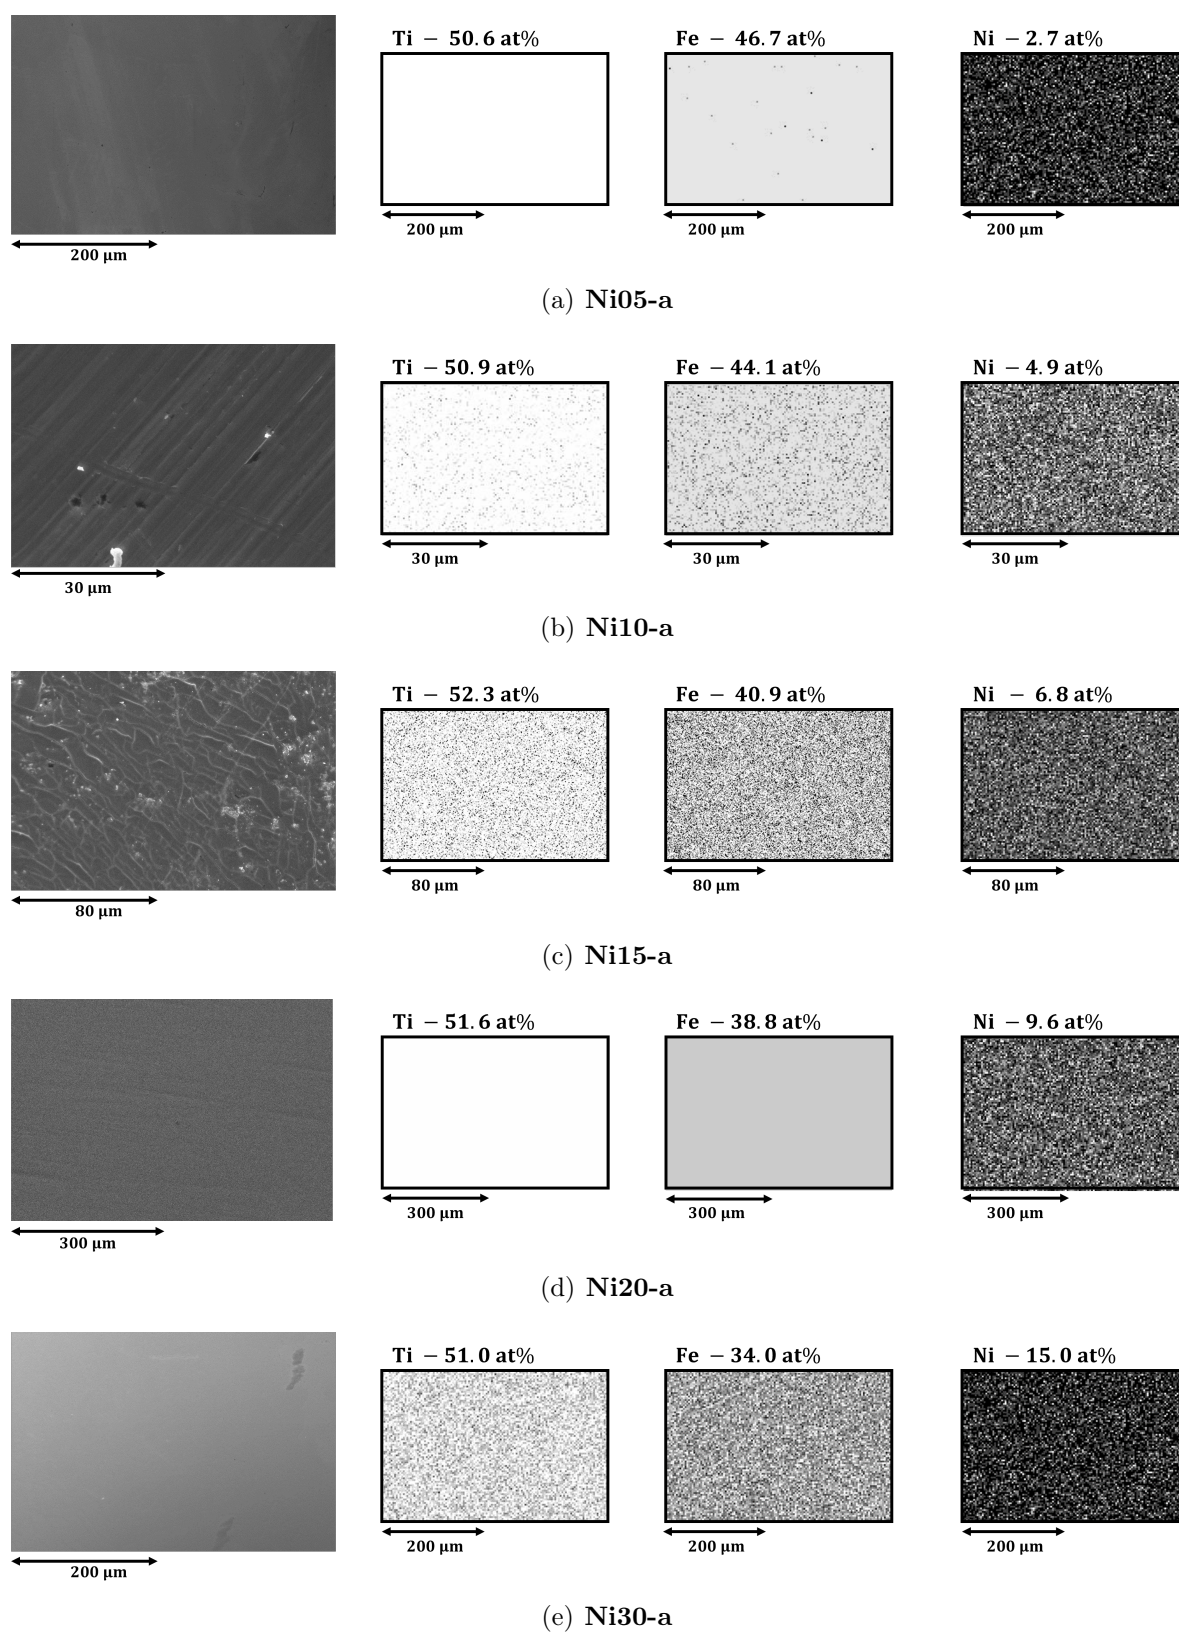 Ti – 50.6 at% Fe – 46.7 at% Ni – 2.7 at%
200 μm 200 μm 200 μm 200 μm
(a) Ni05-a
Ti – 50.9 at% Fe – 44.1 at% Ni – 4.9 at%
30 μm 30 μm 30 μm 30 μm
(b) Ni10-a
Ti – 52.3 at% Fe – 40.9 at% Ni – 6.8 at%
80 μm 80 μm 80 μm 80 μm
(c) Ni15-a
Ti – 51.6 at% Fe – 38.8 at% Ni – 9.6 at%
300 μm 300 μm 300 μm 300 μm
(d) Ni20-a
Ti – 51.0 at% Fe – 34.0 at% Ni – 15.0 at%
200 μm 200 μm 200 μm 200 μm
(e) Ni30-a